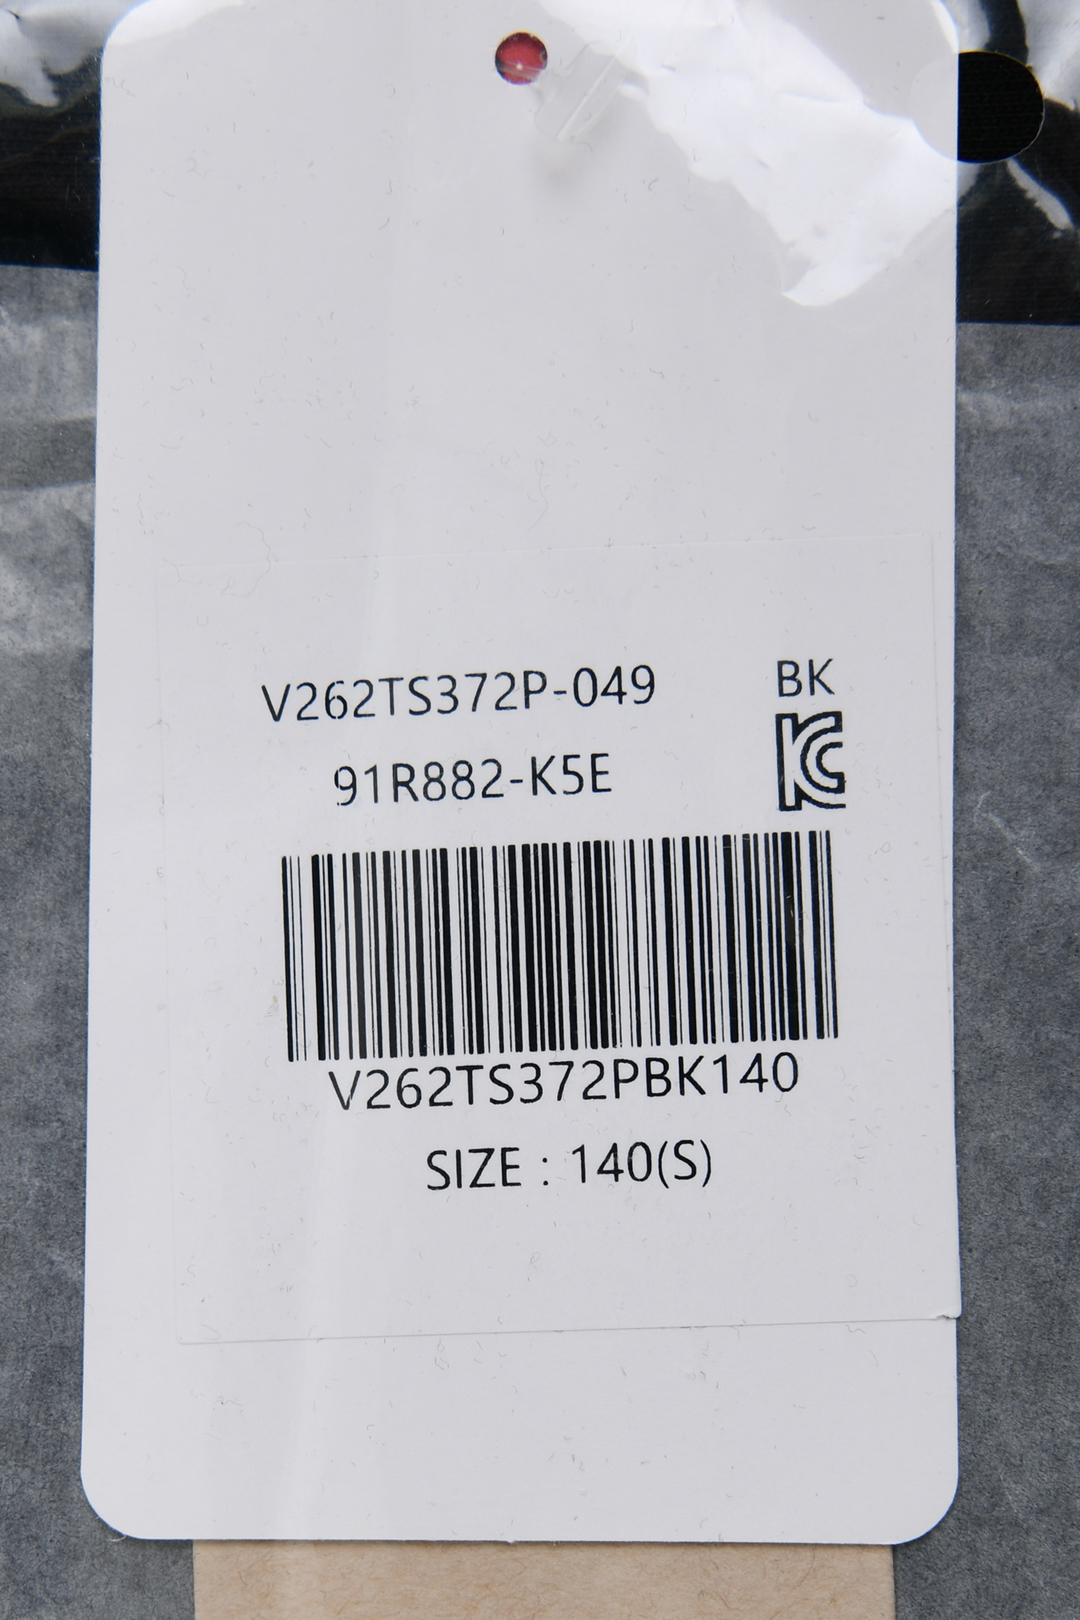 V262TS372P-049 BK
91R882-K5E
V262TS372PBK140
SIZE : 140(S)